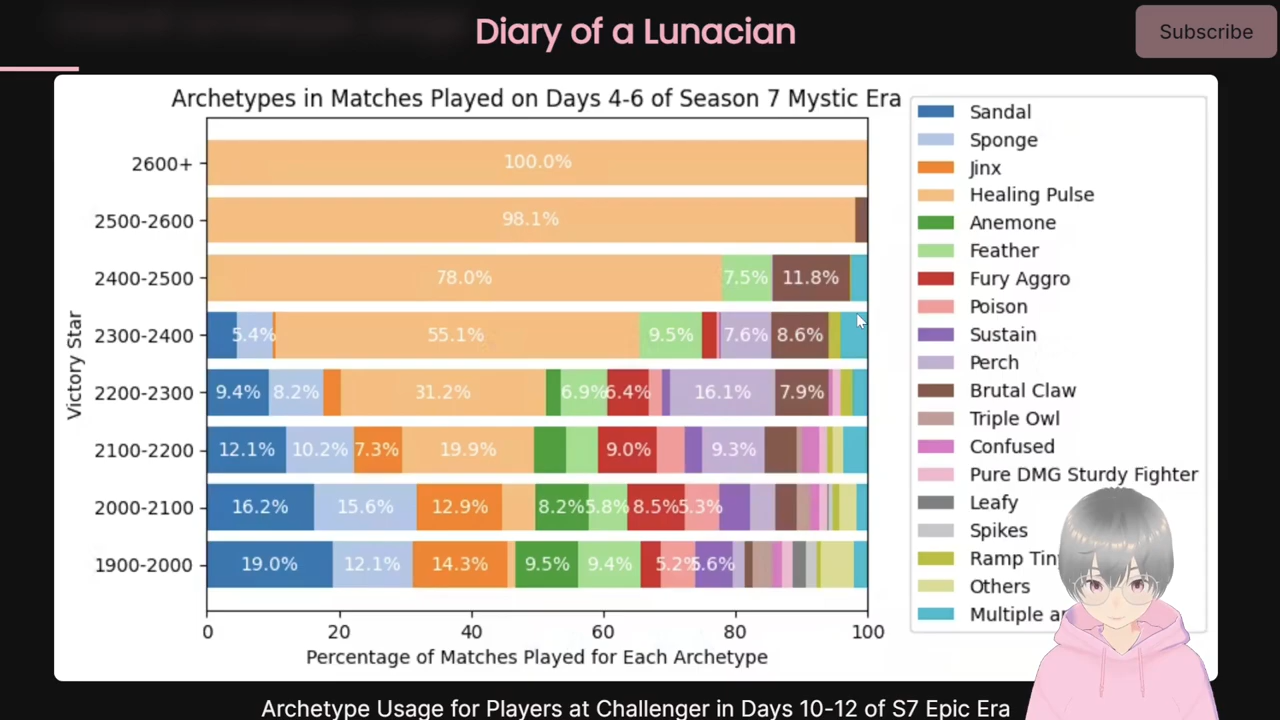 Diary of a Lunacian
Subscribe
Archetypes in Matches Played on Days 4-6 of Season 7 Mystic Era
Victory Star
2600+
100.0%
2500-2600
98.1%
2400-2500
78.0% 7.5% 11.8%
2300-2400
5.4% 55.1% 9.5% 7.6% 8.6%
2200-2300
9.4% 8.2% 31.2% 6.9% 6.4% 16.1% 7.9%
2100-2200
12.1% 10.2% 7.3% 19.9% 9.0% 9.3%
2000-2100
16.2% 15.6% 12.9% 8.2% 5.8% 8.5% 5.3%
1900-2000
19.0% 12.1% 14.3% 9.5% 9.4% 5.2% 5.6%
0 20 40 60 80 100
Percentage of Matches Played for Each Archetype
Sandal
Sponge
Jinx
Healing Pulse
Anemone
Feather
Fury Aggro
Poison
Sustain
Perch
Brutal Claw
Triple Owl
Confused
Pure DMG Sturdy Fighter
Leafy
Spikes
Ramp
Others
Multiple
Archetype Usage for Players at Challenger in Days 10-12 of S7 Epic Era